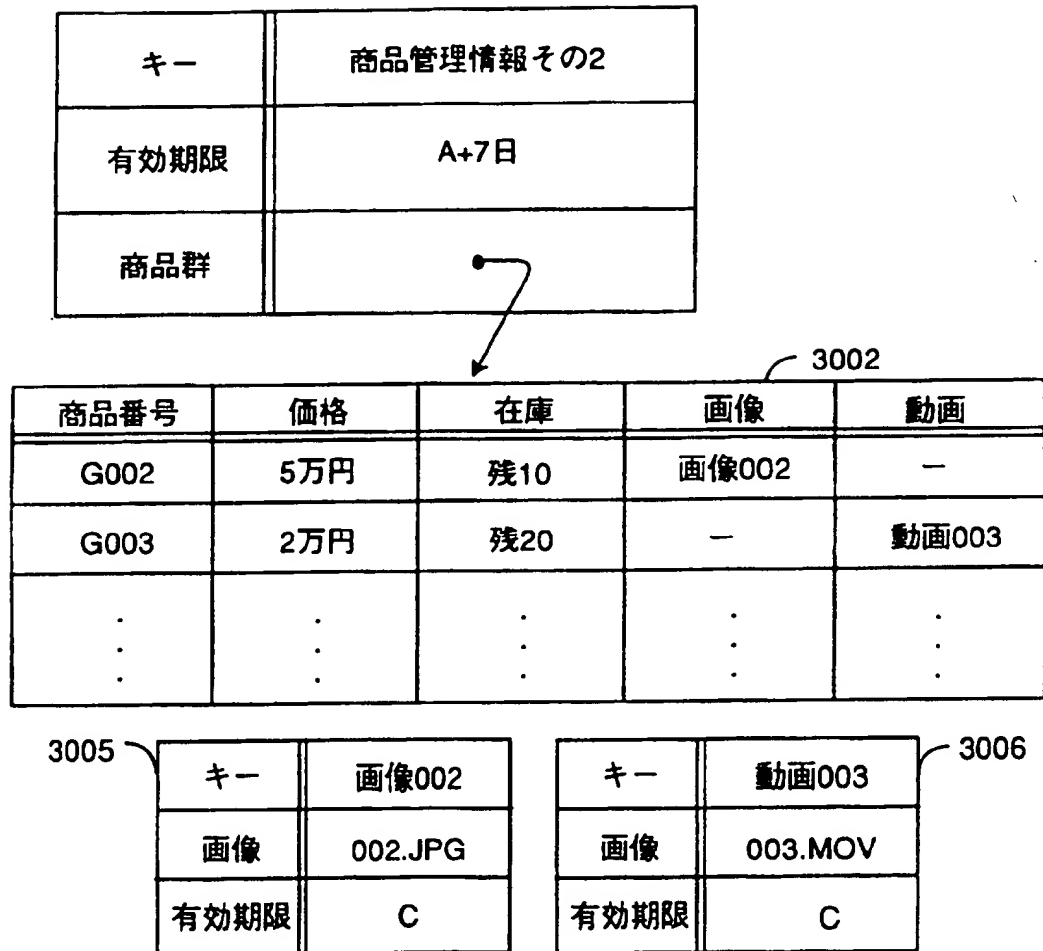 キー 商品管理情報その2
有効期限 A+7日
商品群
3002
商品番号 価格 在庫 画像 動画
G002 5万円 残10 画像002 ー
G003 2万円 残20 ー 動画003
3005
キー 画像002
画像 002.JPG
有効期限 C
3006
キー 動画003
画像 003.MOV
有効期限 C